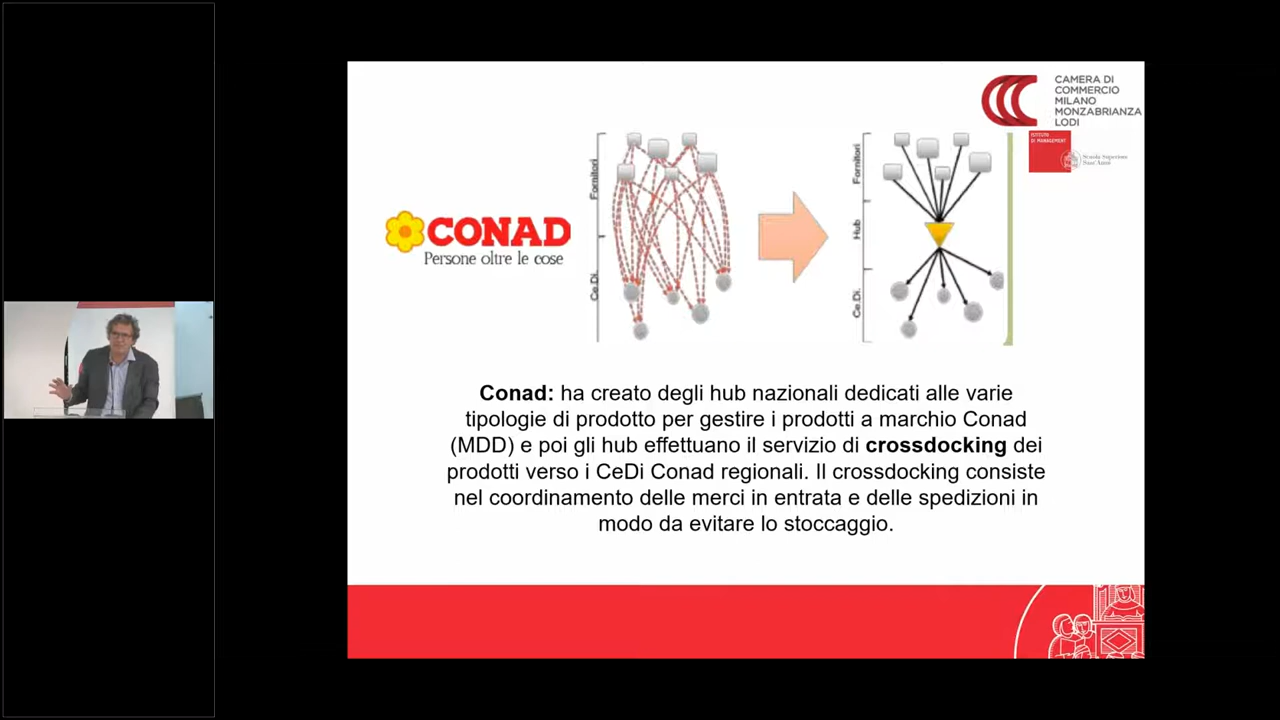 CAMERA DI
COMMERCIO
MILANO
MONZABRIANZA
LODI
ISTITUTO
DI MANAGEMENT
Scuola Superiore
Sant'Anna
Fornitori
Ce.Di.
Fornitori
Hub
Ce.Di.
CONAD
Persone oltre le cose
Conad: ha creato degli hub nazionali dedicati alle varie
tipologie di prodotto per gestire i prodotti a marchio Conad
(MDD) e poi gli hub effettuano il servizio di crossdocking dei
prodotti verso i CeDi Conad regionali. Il crossdocking consiste
nel coordinamento delle merci in entrata e delle spedizioni in
modo da evitare lo stoccaggio.